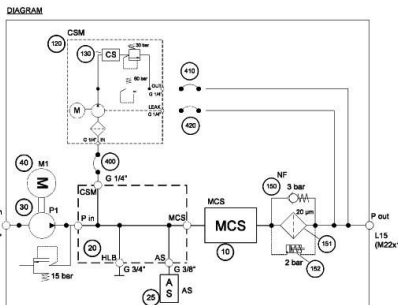 DIAGRAM
CSM
120
130
CS
30 bar
60 bar
OUT
G 1/4"
410
M
LEAK
G 1/4"
420
G 1/4" IN
400
40
M1
M
CSM
G 1/4"
NF
150
3 bar
30
P1
P in
MCS
MCS
MCS
20 µm
P out
20
10
151
L15
(M22x1
HLB
AS
G 3/4"
G 3/8"
2 bar
152
15 bar
25
A
S
AS